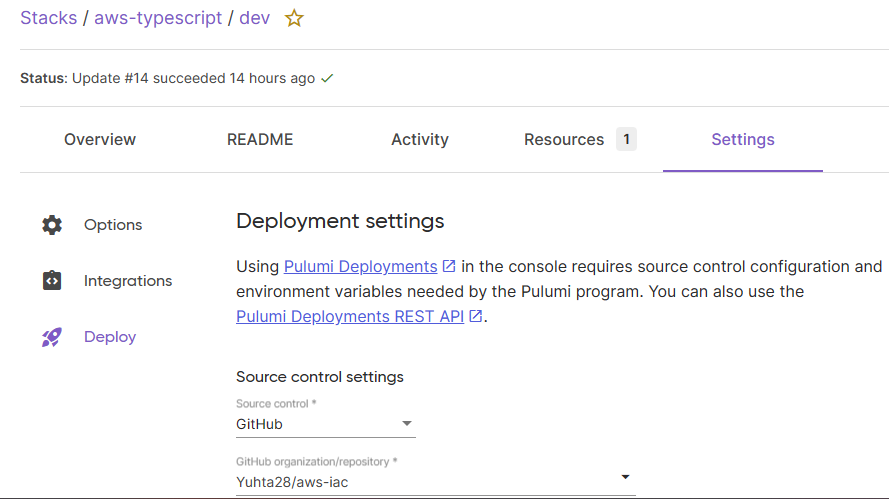 Stacks / aws-typescript / dev
Status: Update #14 succeeded 14 hours ago
Overview README Activity Resources 1 Settings
Options
Integrations
Deploy
Deployment settings
Using Pulumi Deployments in the console requires source control configuration and
environment variables needed by the Pulumi program. You can also use the
Pulumi Deployments REST API.
Source control settings
Source control *
GitHub
GitHub organization/repository *
Yuhta28/aws-iac